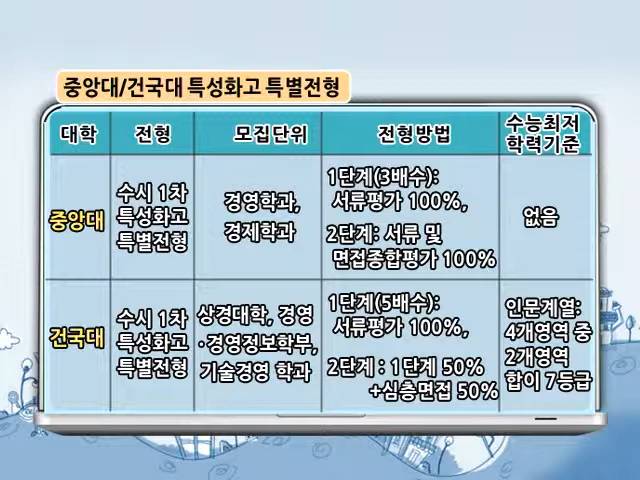 중앙대/건국대 특성화고 특별전형
대학 전형 모집단위 전형방법 수능최저
학력기준
중앙대
수시 1차
특성화고
특별전형
경영학과,
경제학과
1단계(3배수):
서류평가 100%,
2단계: 서류 및
면접종합평가 100%
없음
건국대
수시 1차
특성화고
특별전형
상경대학, 경영
·경영정보학부,
기술경영 학과
1단계(5배수):
서류평가 100%,
2단계 : 1단계 50%
+심층면접 50%
인문계열:
4개영역 중
2개영역
합이 7등급